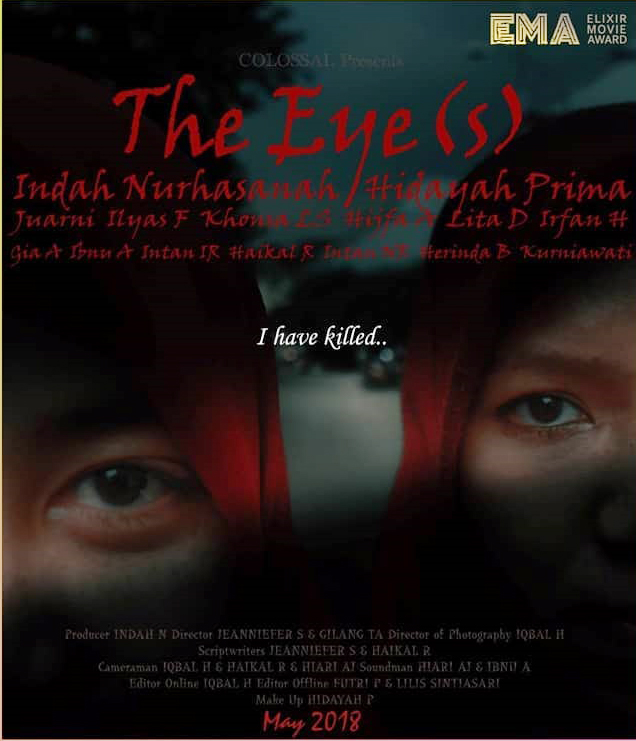 EMA ELIXIR
MOVIE
AWARD
COLOSSAL Presents
The Eye (s)
Indah Nurhasanah / Hidayah Prima
Juarni Ilyas F Khoma LS A Lita D Irfan H
Gia A Ibnu A Intan IR Haikal R Intan Herinda B Kurniawati
I have killed..
Producer INDAH N Director JEANNIEFER S & GILANG TA Director of Photography IQBAL H
Scriptwriters JEANNIEFER S & HAIKAL R
Cameraman IQBAL H & HAIKAL R & HIARI AJ Soundman HIARI AJ & IBNU A
Editor Online IQBAL H Editor Offline FUTRI P & LILIS SINTIASARI
Make Up HIDAYAH P
May 2018